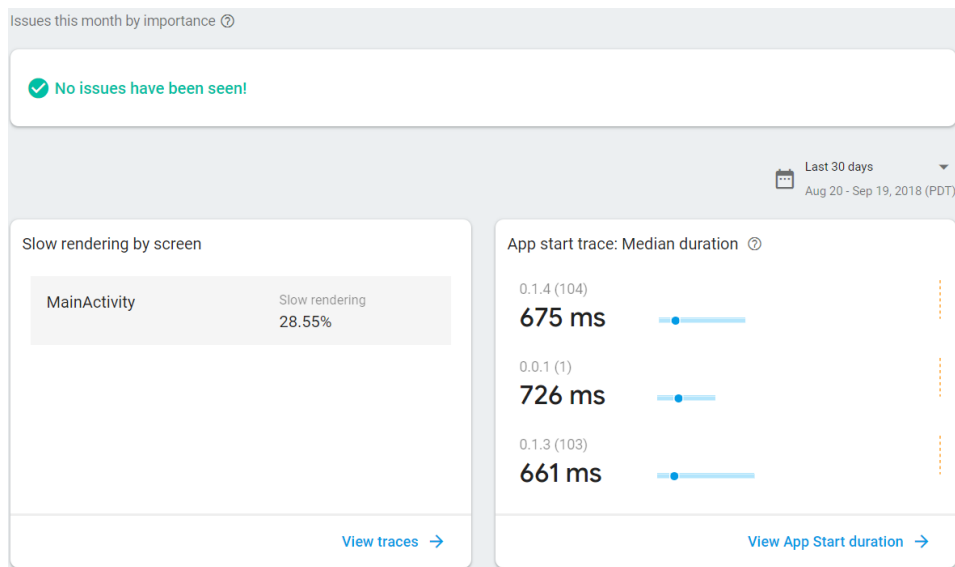 Issues this month by importance
No issues have been seen!
Last 30 days
Aug 20 - Sep 19, 2018 (PDT)
Slow rendering by screen
MainActivity
Slow rendering
28.55%
View traces
App start trace: Median duration
0.1.4 (104)
675 ms
0.0.1 (1)
726 ms
0.1.3 (103)
661 ms
View App Start duration